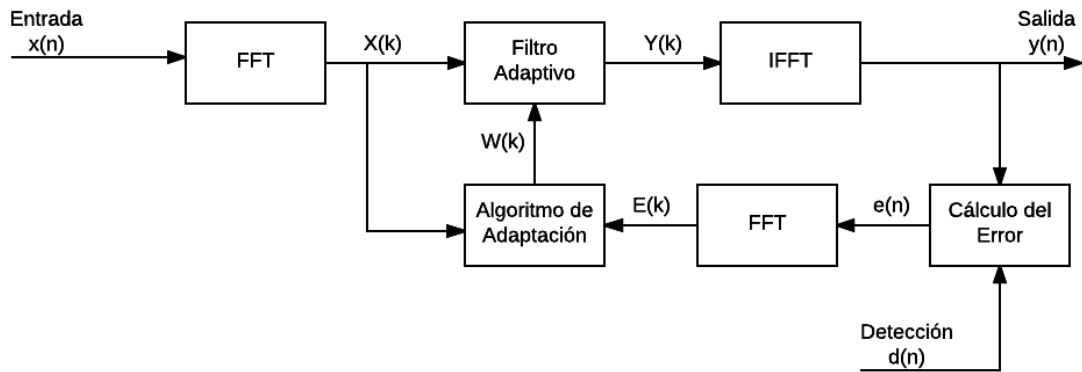 Entrada
x(n)
FFT
X(k)
Filtro
Adaptivo
Y(k)
IFFT
Salida
y(n)
W(k)
Algoritmo de
Adaptación
E(k)
FFT
e(n)
Cálculo del
Error
Detección
d(n)